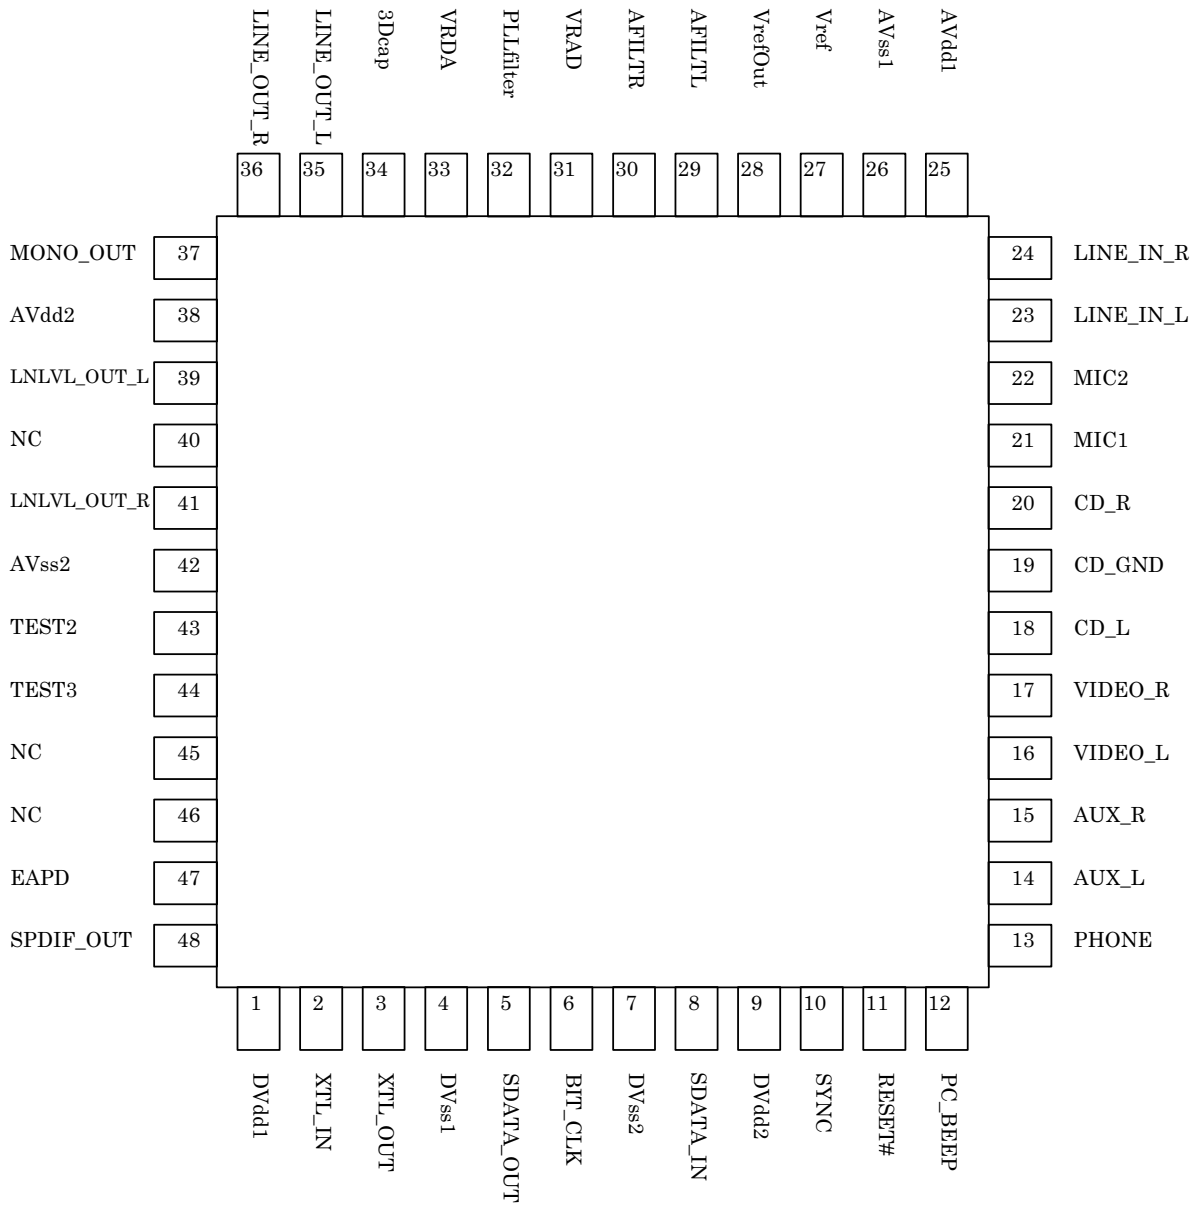 LINE_OUT_R
LINE_OUT_L
3Dcap
VRDA
PLLfilter
VRAD
AFILTR
AFILTL
VrefOut
Vref
AVss1
AVdd1
36 35 34 33 32 31 30 29 28 27 26 25
MONO_OUT 37 24 LINE_IN_R
AVdd2 38 23 LINE_IN_L
LNLVL_OUT_L 39 22 MIC2
NC 40 21 MIC1
LNLVL_OUT_R 41 20 CD_R
AVss2 42 19 CD_GND
TEST2 43 18 CD_L
TEST3 44 17 VIDEO_R
NC 45 16 VIDEO_L
NC 46 15 AUX_R
EAPD 47 14 AUX_L
SPDIF_OUT 48 13 PHONE
1 2 3 4 5 6 7 8 9 10 11 12
DVdd1
XTL_IN
XTL_OUT
DVss1
SDATA_OUT
BIT_CLK
DVss2
SDATA_IN
DVdd2
SYNC
RESET#
PC_BEEP